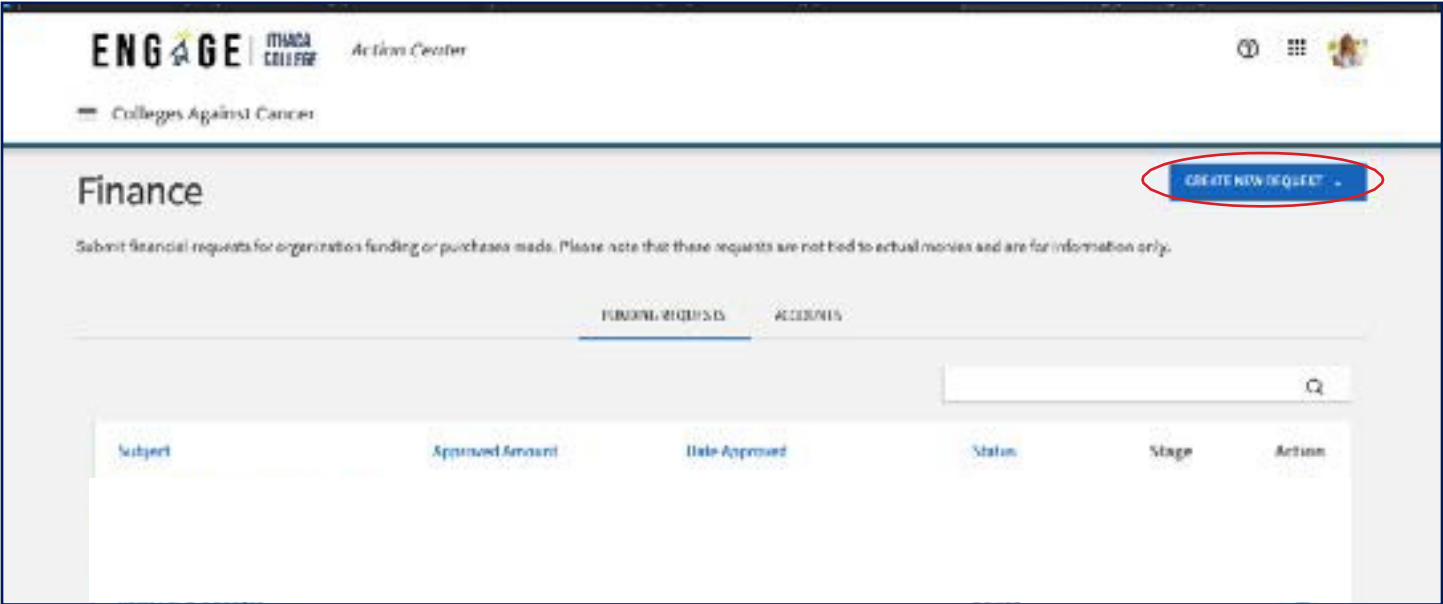 ENGAGE ITHACA COLLEGE Action Center
Colleges Against Cancer
Finance
CREATE NEW REQUEST
Submit financial requests for organization funding or purchases made. Please note that these requests are not tied to actual monies and are for information only.
FUNDING REQUESTS ACCOUNTS
Subject Approved Amount Date Approved Status Stage Action